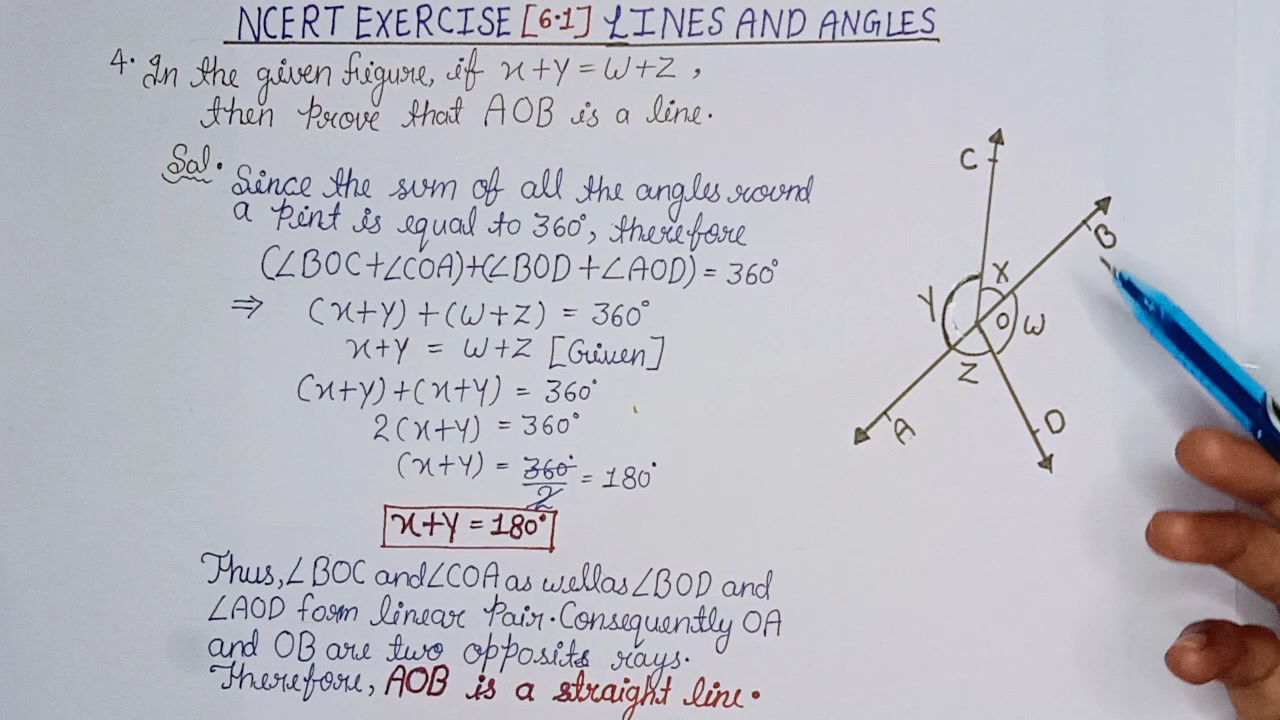 NCERT EXERCISE [6.1] LINES AND ANGLES
4. In the given figure, if x+y = w+z ,
then prove that AOB is a line.
Sol.
Since the sum of all the angles round
a pint is equal to 360°, therefore
(∠BOC+∠COA)+(∠BOD+∠AOD) = 360°
⇒ (x+y)+(w+z) = 360°
x+y = w+z [Given]
(x+y)+(x+y) = 360°
2(x+y) = 360°
(x+y) = 360°/2 = 180°
x+y = 180°
Thus, ∠BOC and ∠COA as well as ∠BOD and
∠AOD form linear pair. Consequently OA
and OB are two opposits rays.
Therefore, AOB is a straight line.
C
B
X
Y
O
W
Z
A
D